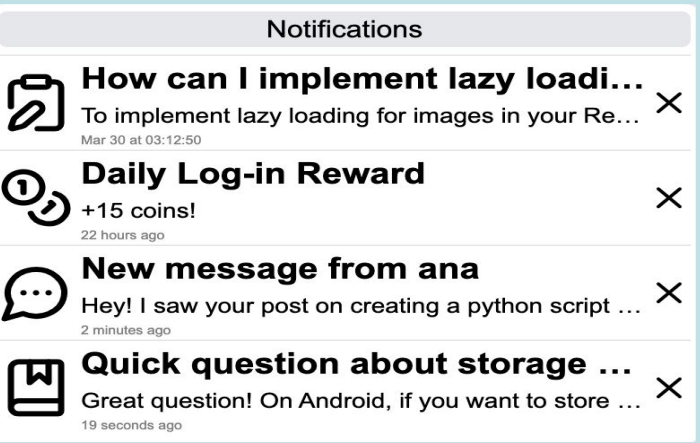 Notifications
How can I implement lazy loadi...
To implement lazy loading for images in your Re...
Mar 30 at 03:12:50
Daily Log-in Reward
+15 coins!
22 hours ago
New message from ana
Hey! I saw your post on creating a python script ...
2 minutes ago
Quick question about storage ...
Great question! On Android, if you want to store ...
19 seconds ago